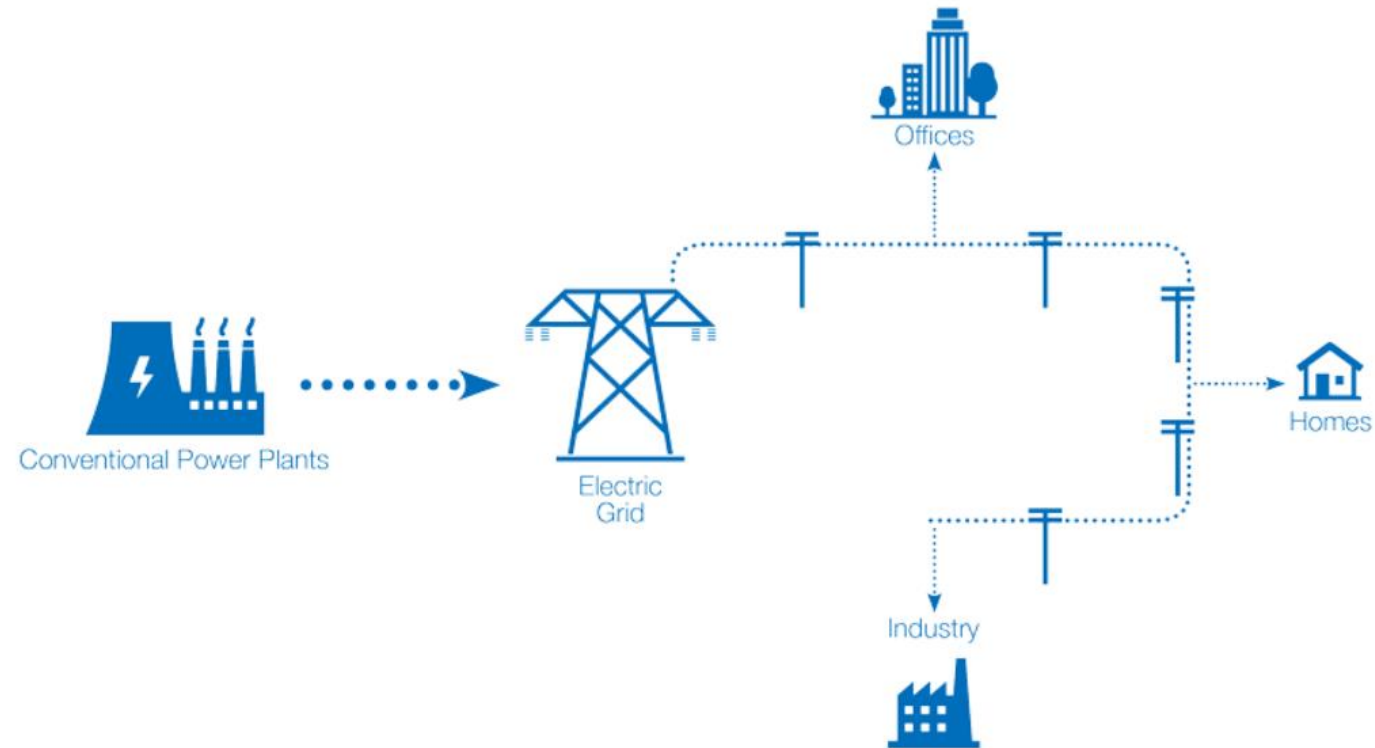 Offices
Conventional Power Plants
Electric
Grid
Homes
Industry